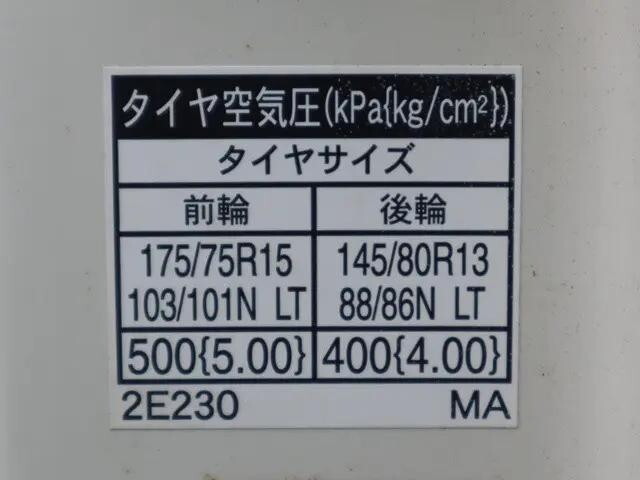 タイヤ空気圧(kPa{kg/cm²})
タイヤサイズ
前輪 後輪
175/75R15 145/80R13
103/101N LT 88/86N LT
500{5.00} 400{4.00}
2E230 MA